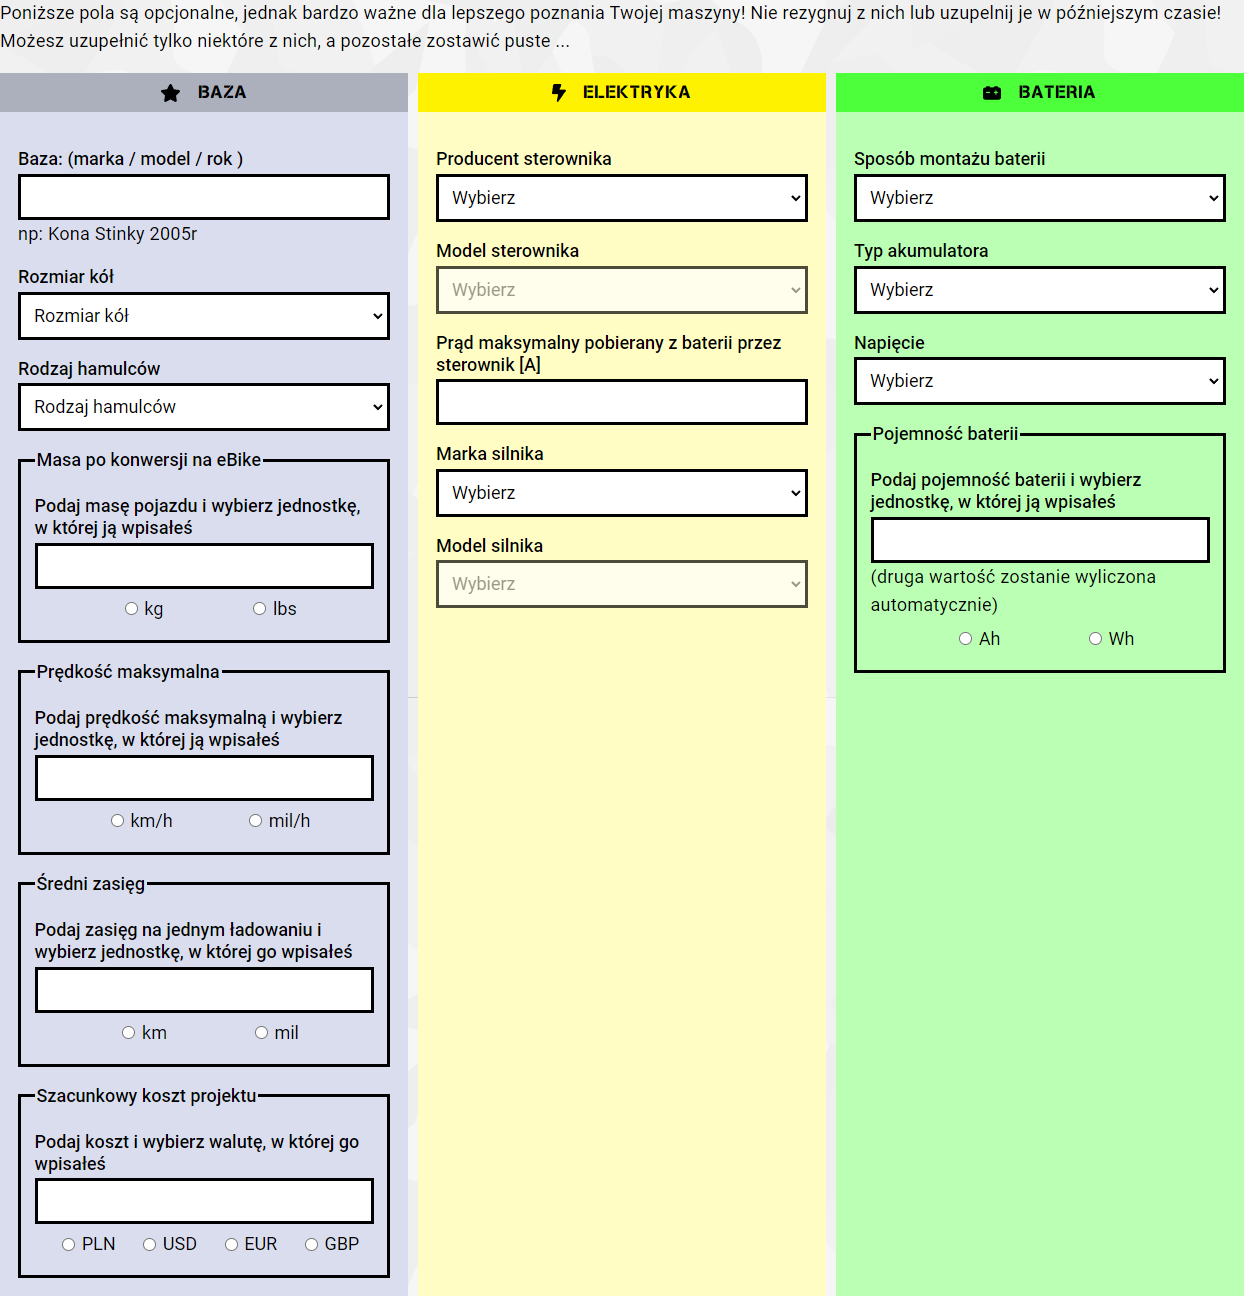 Poniższe pola są opcjonalne, jednak bardzo ważne dla lepszego poznania Twojej maszyny! Nie rezygnuj z nich lub uzupelnij je w późniejszym czasie!
Możesz uzupełnić tylko niektóre z nich, a pozostałe zostawić puste ...
BAZA
Baza: (marka / model / rok )
np: Kona Stinky 2005r
Rozmiar kół
Rozmiar kół
Rodzaj hamulców
Rodzaj hamulców
Masa po konwersji na eBike
Podaj masę pojazdu i wybierz jednostkę,
w której ją wpisałeś
kg lbs
Prędkość maksymalna
Podaj prędkość maksymalną i wybierz
jednostkę, w której ją wpisałeś
km/h mil/h
Średni zasięg
Podaj zasięg na jednym ładowaniu i
wybierz jednostkę, w której go wpisałeś
km mil
Szacunkowy koszt projektu
Podaj koszt i wybierz walutę, w której go
wpisałeś
PLN USD EUR GBP
ELEKTRYKA
Producent sterownika
Wybierz
Model sterownika
Wybierz
Prąd maksymalny pobierany z baterii przez
sterownik [A]
Marka silnika
Wybierz
Model silnika
Wybierz
BATERIA
Sposób montażu baterii
Wybierz
Typ akumulatora
Wybierz
Napięcie
Wybierz
Pojemność baterii
Podaj pojemność baterii i wybierz
jednostkę, w której ją wpisałeś
(druga wartość zostanie wyliczona
automatycznie)
Ah Wh